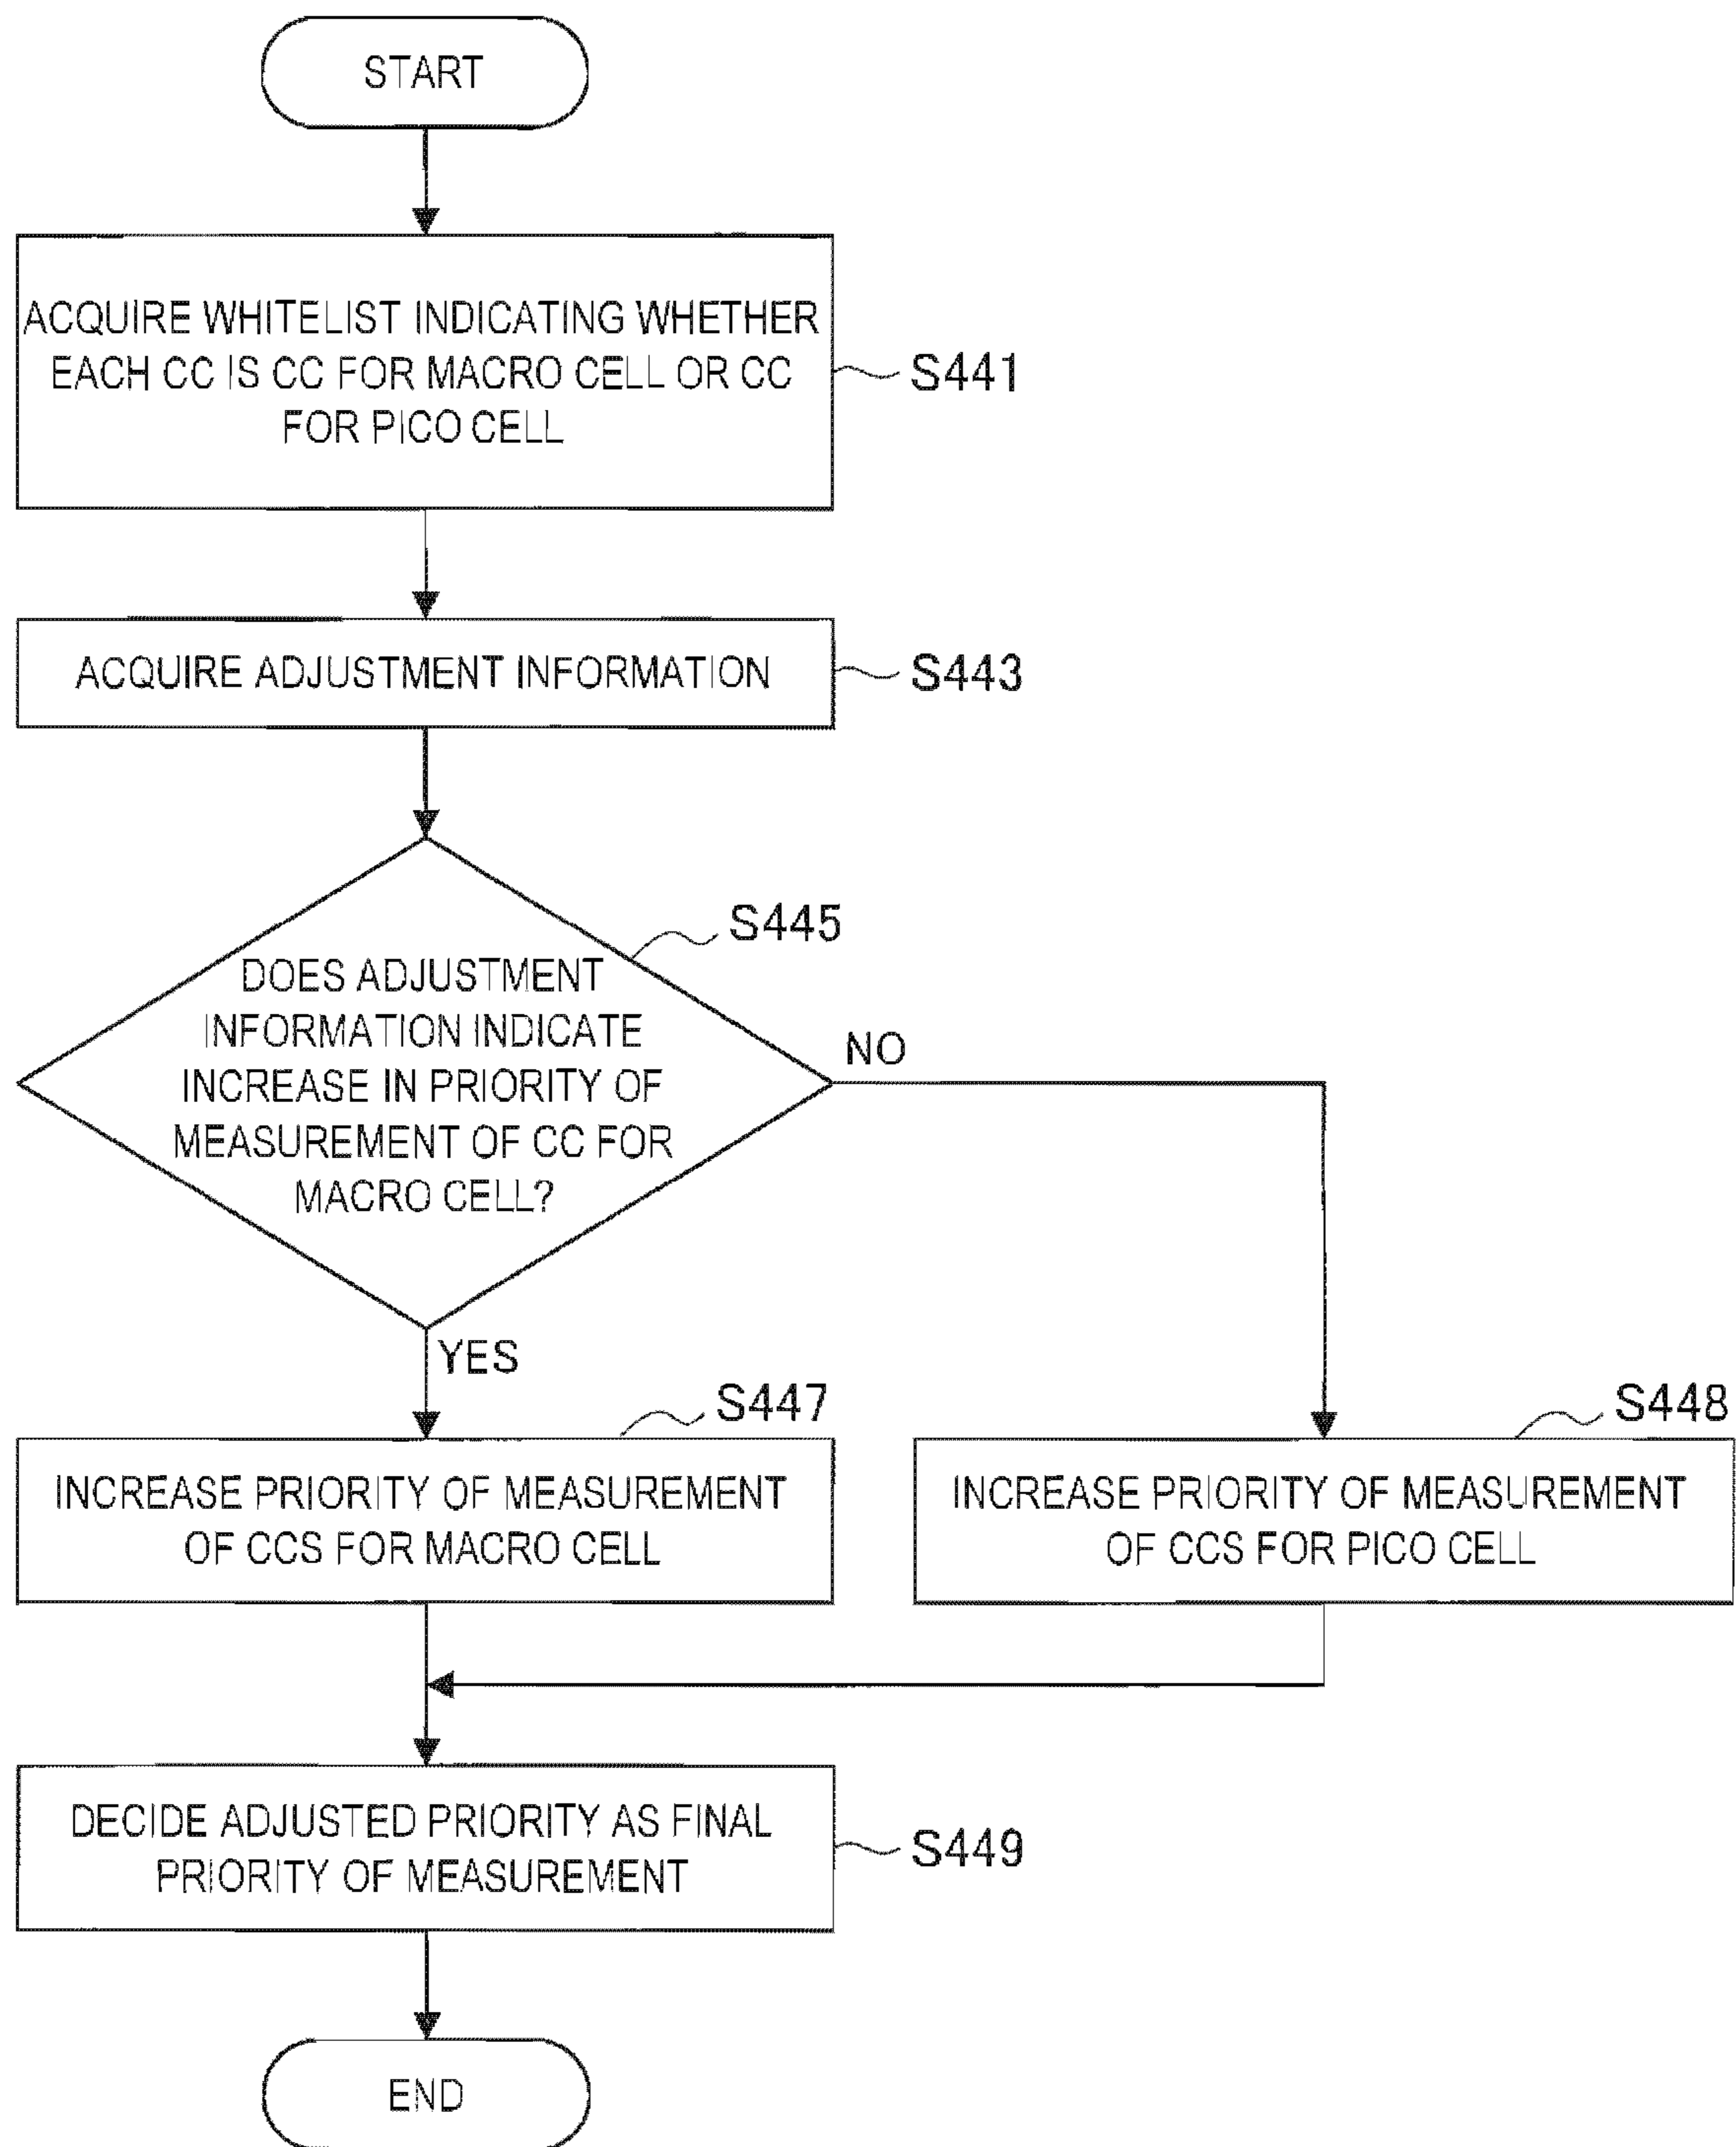 START
ACQUIRE WHITELIST INDICATING WHETHER
EACH CC IS CC FOR MACRO CELL OR CC
FOR PICO CELL
S441
ACQUIRE ADJUSTMENT INFORMATION
S443
S445
DOES ADJUSTMENT
INFORMATION INDICATE
INCREASE IN PRIORITY OF
MEASUREMENT OF CC FOR
MACRO CELL?
NO
YES
S447
INCREASE PRIORITY OF MEASUREMENT
OF CCS FOR MACRO CELL
S448
INCREASE PRIORITY OF MEASUREMENT
OF CCS FOR PICO CELL
DECIDE ADJUSTED PRIORITY AS FINAL
PRIORITY OF MEASUREMENT
S449
END